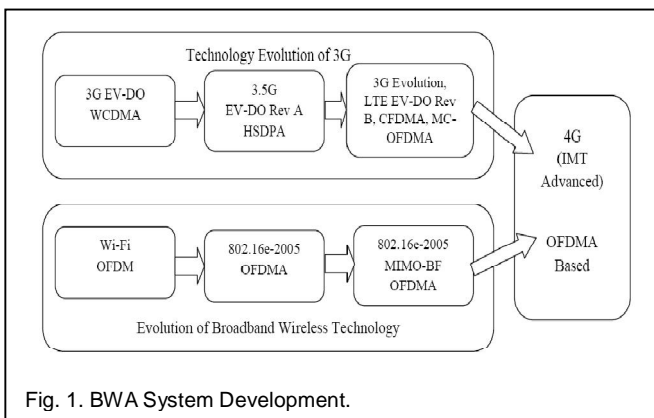 Technology Evolution of 3G
3G EV-DO
WCDMA
3.5G
EV-DO Rev A
HSDPA
3G Evolution,
LTE EV-DO Rev
B, CFDMA, MC-
OFDMA
4G
(IMT
Advanced)
OFDMA
Based
Wi-Fi
OFDM
802.16e-2005
OFDMA
802.16e-2005
MIMO-BF
OFDMA
Evolution of Broadband Wireless Technology
Fig. 1. BWA System Development.